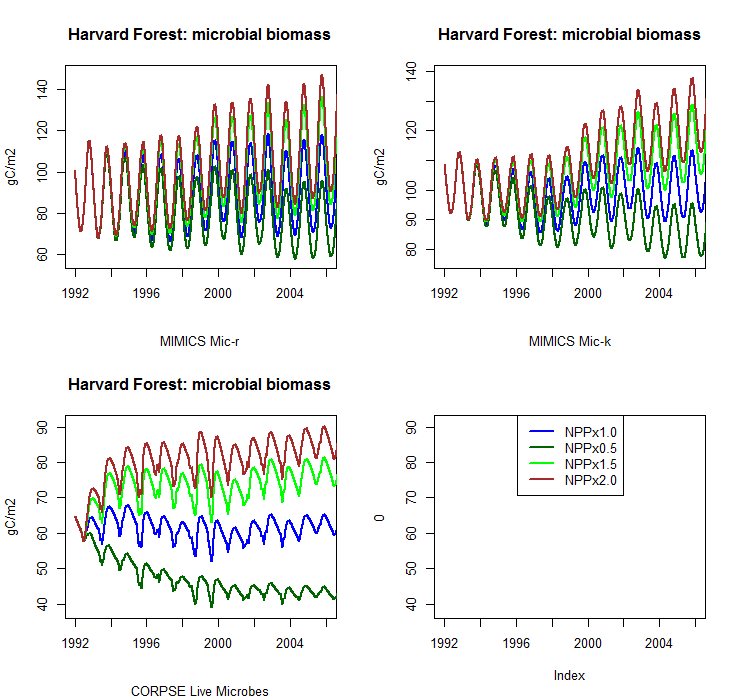 Harvard Forest: microbial biomass
gC/m2
60
80
100
120
140
1992
1996
2000
2004
MIMICS Mic-r
Harvard Forest: microbial biomass
gC/m2
80
90
100
120
140
1992
1996
2000
2004
MIMICS Mic-k
Harvard Forest: microbial biomass
gC/m2
40
50
60
70
80
90
1992
1996
2000
2004
CORPSE Live Microbes
NPPx1.0
NPPx0.5
NPPx1.5
NPPx2.0
0
40
50
60
70
80
90
1992
1996
2000
2004
Index